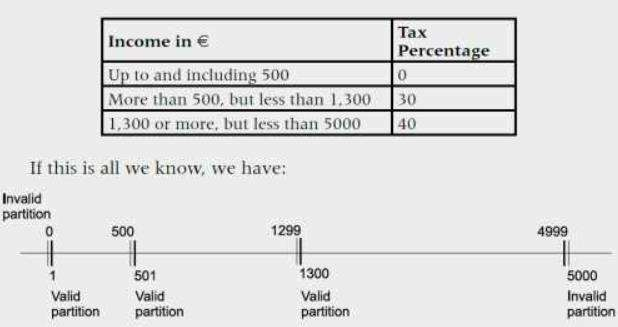 Income in €
Tax
Percentage
Up to and including 500
0
More than 500, but less than 1,300
30
1,300 or more, but less than 5000
40
If this is all we know, we have:
Invalid
partition
0
500
1299
4999
1
501
1300
5000
Valid
partition
Valid
partition
Valid
partition
Invalid
partition